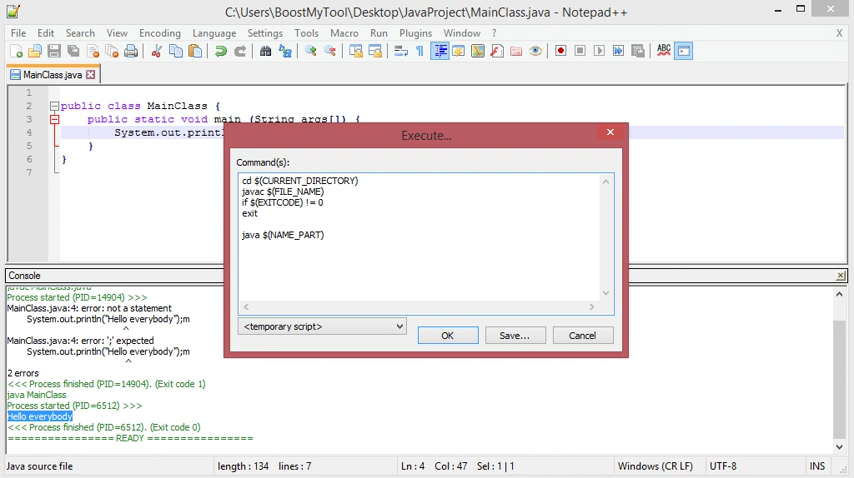 C:\Users\BoostMyTool\Desktop\JavaProject\MainClass.java - Notepad++
File Edit Search View Encoding Language Settings Tools Macro Run Plugins Window ? X
MainClass.java
1
2 public class MainClass {
3 public static void main (String args[]) {
4 System.out.printl
5 }
6 }
7
Execute...
Command(s):
cd $(CURRENT_DIRECTORY)
javac $(FILE_NAME)
if $(EXITCODE) != 0
exit
java $(NAME_PART)
<temporary script>
OK Save... Cancel
Console
javac MainClass.java
Process started (PID=14904) >>>
MainClass.java:4: error: not a statement
System.out.println("Hello everybody");m
^
MainClass.java:4: error: ';' expected
System.out.println("Hello everybody");m
^
2 errors
<<< Process finished (PID=14904). (Exit code 1)
java MainClass
Process started (PID=6512) >>>
Hello everybody
<<< Process finished (PID=6512). (Exit code 0)
================ READY ================
Java source file length : 134 lines : 7 Ln : 4 Col : 47 Sel : 1 | 1 Windows (CR LF) UTF-8 INS